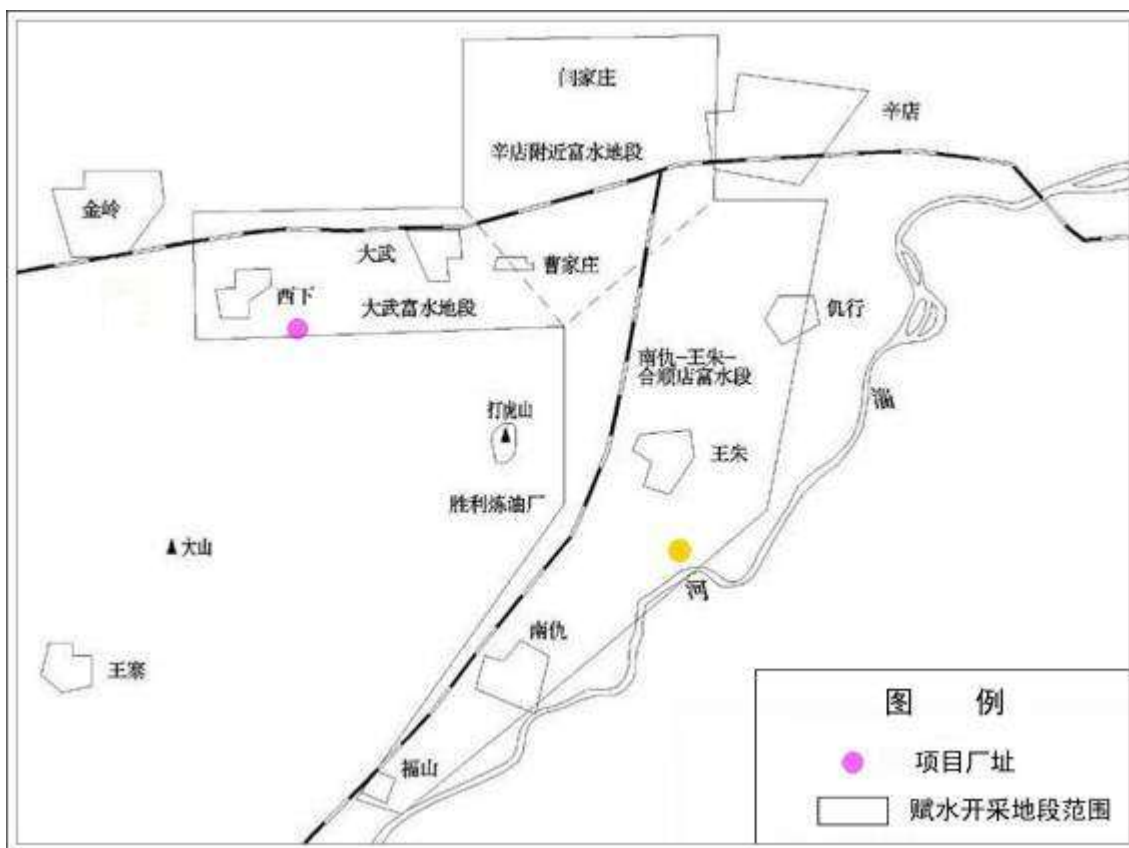 闫家庄
辛店
辛店附近富水地段
金岭
大武
曹家庄
西下
大武富水地段
仉行
南仇-王朱-
合顺店富水段
淄
打虎山
王朱
胜利炼油厂
大山
河
南仇
王寨
福山
图 例
项目厂址
赋水开采地段范围